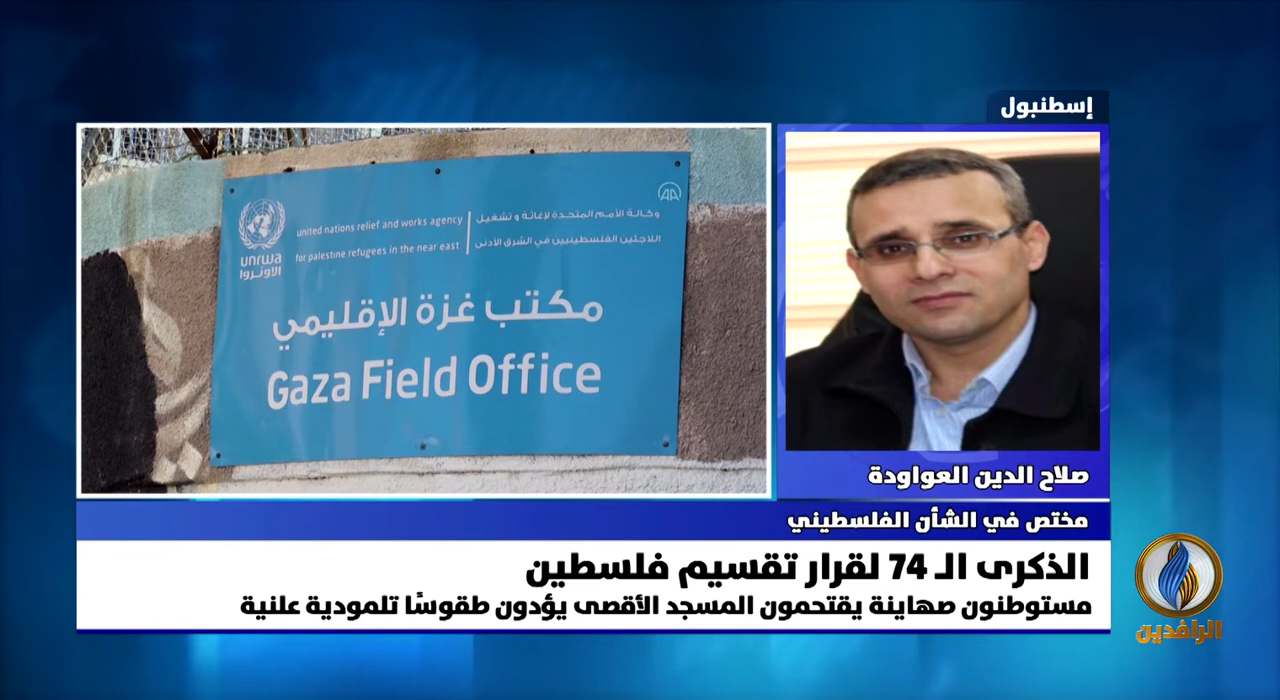 إسطنبول
AA
united nations relief and works agency
for palestine refugees in the near east
وكالة الأمم المتحدة لإغاثة و تشغيل
اللاجئين الفلسطينيين في الشرق الأدنى
unrwa
الأونروا
مكتب غزة الإقليمي
Gaza Field Office
صلاح الدين العواودة
مختص في الشأن الفلسطيني
الذكرى الـ 74 لقرار تقسيم فلسطين
مستوطنون صهاينة يقتحمون المسجد الأقصى يؤدون طقوسًا تلمودية علنية
الرافدين